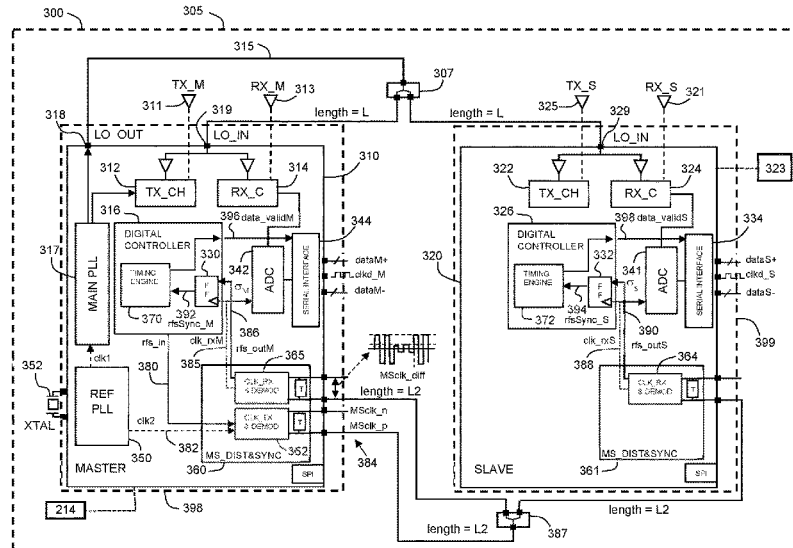 300
305
315
TX_M
RX_M
307
TX_S
RX_S
311
313
325
321
318
LO_OUT
319
length = L
length = L
LO_IN
329
LO_IN
312
314
310
322
324
323
TX_CH
RX_C
TX_CH
RX_C
316
396
data_validM
344
326
398
data_validS
334
317
MAIN PLL
DIGITAL CONTROLLER
330
342
ADC
SERIAL INTERFACE
dataM+
clkd_M
dataM-
320
DIGITAL CONTROLLER
332
341
ADC
SERIAL INTERFACE
dataS+
clkd_S
dataS-
TIMING ENGINE
F F
σM
TIMING ENGINE
F F
σS
370
392
rfsSync_M
386
372
394
rfsSync_S
390
399
rfs_in
clk_rxM
rfs_outM
clk_rxM
rfs_outS
clk1
380
385
365
MSclk_diff
388
364
352
XTAL
REF PLL
CLK_RX & DEMOD
T
length = L2
CLK_RX & DEMOD
T
clk2
CLK_TX & DEMOD
T
MSclk_n
MSclk_p
350
382
352
384
MASTER
360
MS_DIST&SYNC
361
MS_DIST&SYNC
SPI
SLAVE
SPI
214
398
length = L2
387
length = L2